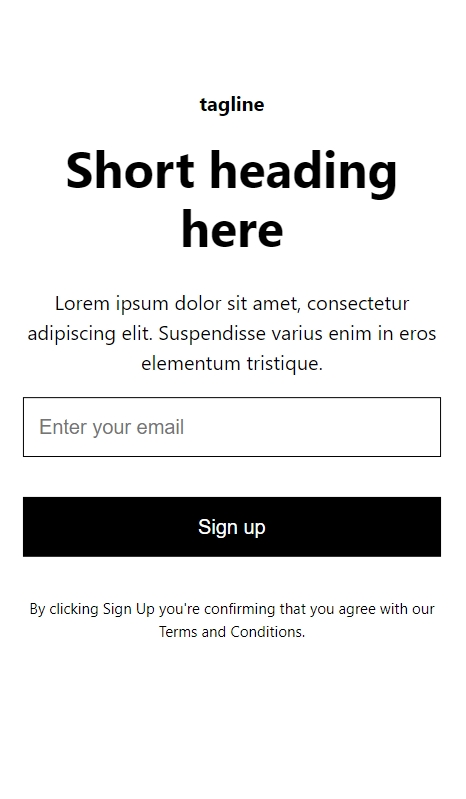 tagline
Short heading
here
Lorem ipsum dolor sit amet, consectetur
adipiscing elit. Suspendisse varius enim in eros
elementum tristique.
Enter your email
Sign up
By clicking Sign Up you're confirming that you agree with our
Terms and Conditions.